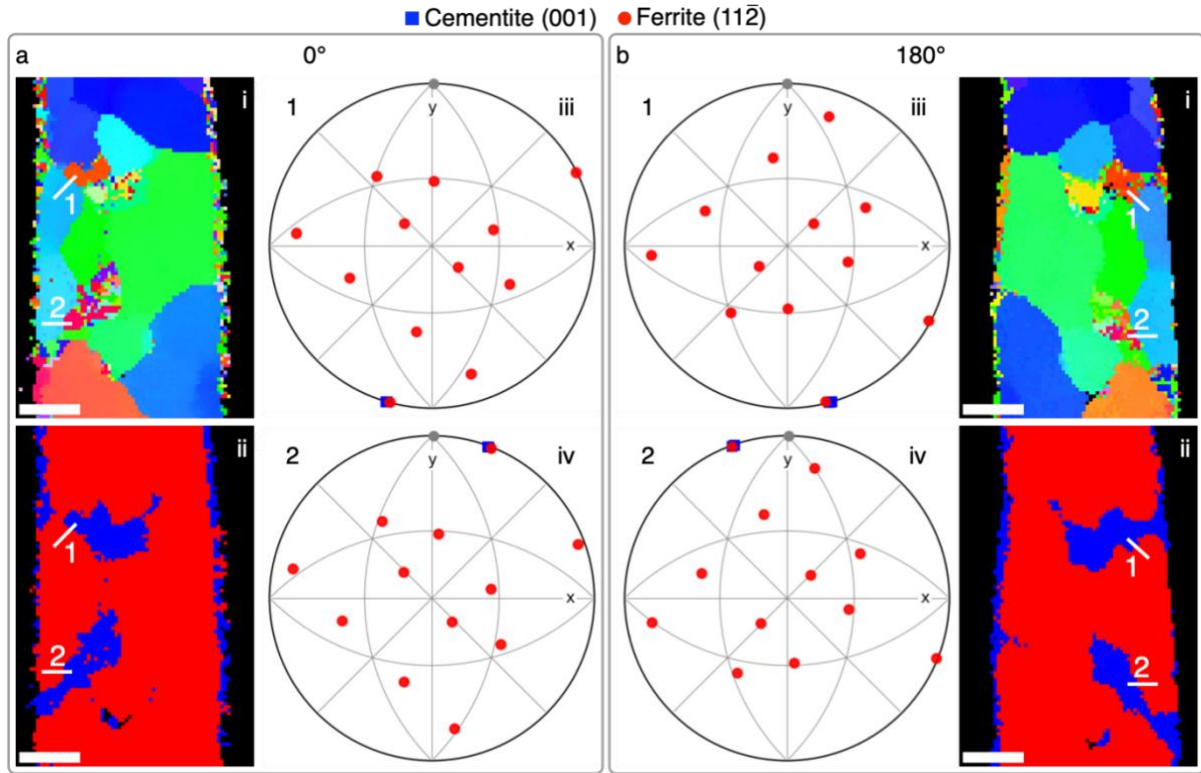 Cementite (001) Ferrite (112̅)
a 0° b 180°
i 1 iii 1 iii i
y y
1 x x 1
2 2
ii 2 iv 2 iv ii
y y
1 1
x x
2 2